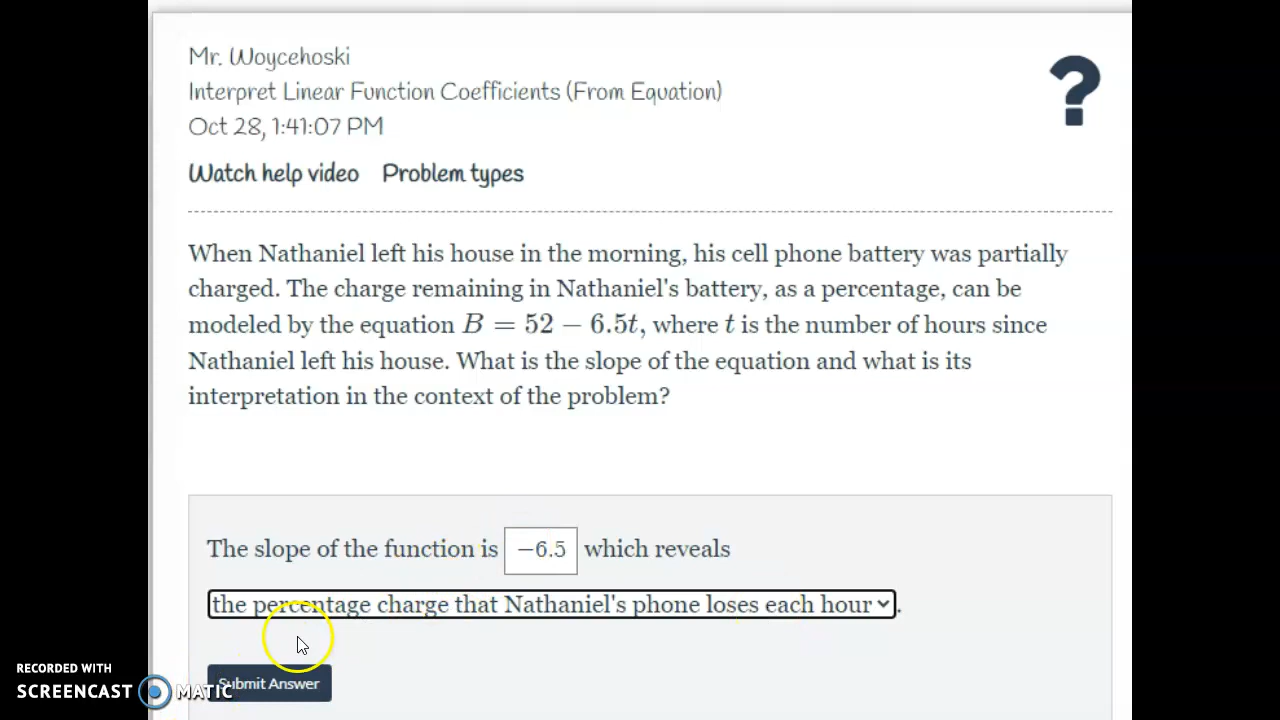 Mr. Woycehoski
Interpret Linear Function Coefficients (From Equation)
Oct 28, 1:41:07 PM
?
Watch help video Problem types
When Nathaniel left his house in the morning, his cell phone battery was partially
charged. The charge remaining in Nathaniel's battery, as a percentage, can be
modeled by the equation B = 52 − 6.5t, where t is the number of hours since
Nathaniel left his house. What is the slope of the equation and what is its
interpretation in the context of the problem?
The slope of the function is −6.5 which reveals
the percentage charge that Nathaniel's phone loses each hour .
Submit Answer
RECORDED WITH
SCREENCAST MATIC